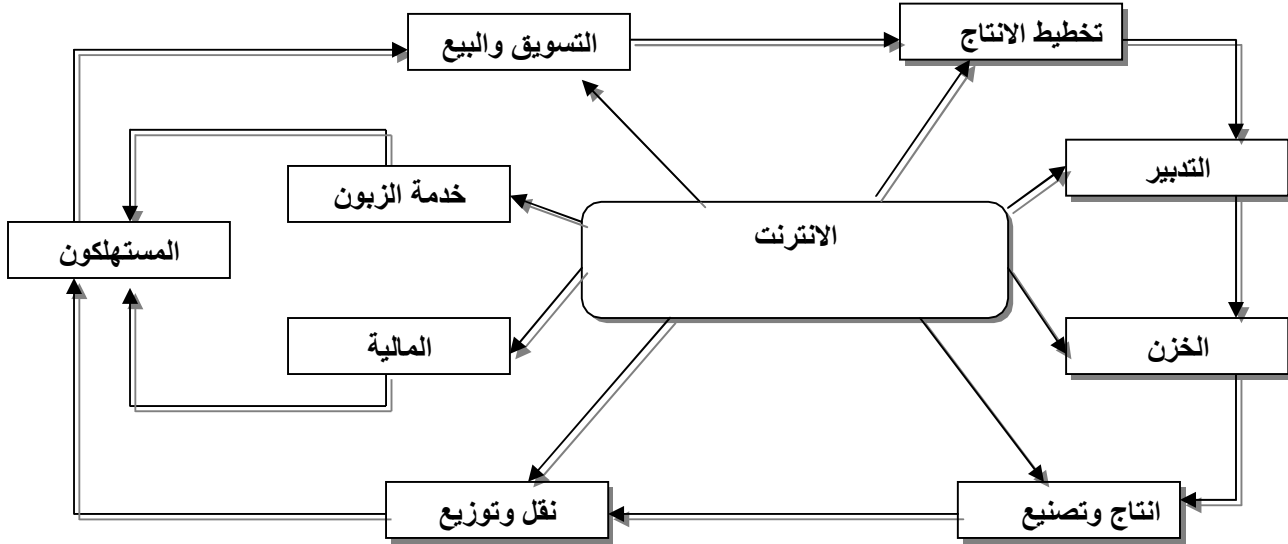 تخطيط الانتاج
التسويق والبيع
التدبير
خدمة الزبون
الانترنت
المستهلكون
الخزن
المالية
انتاج وتصنيع
نقل وتوزيع